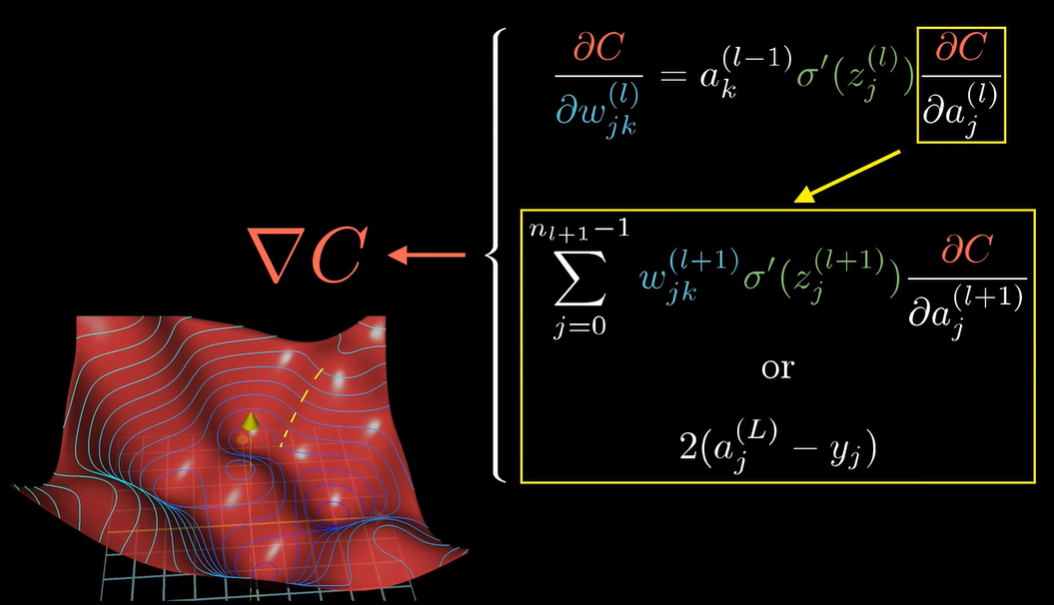 ∂C/∂w_{jk}^{(l)} = a_k^{(l−1)} σ′(z_j^{(l)}) ∂C/∂a_j^{(l)}
∇C
∑_{j=0}^{n_{l+1}−1} w_{jk}^{(l+1)} σ′(z_j^{(l+1)}) ∂C/∂a_j^{(l+1)}
or
2(a_j^{(L)} − y_j)